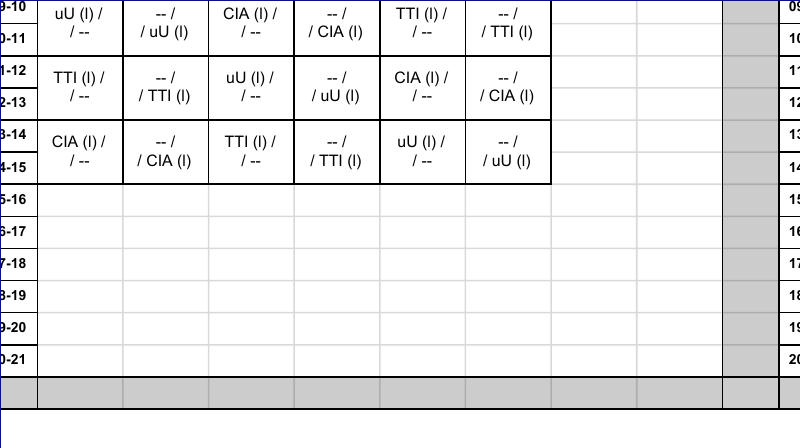 9-10
uU (l) /
/ --
-- /
/ uU (l)
CIA (l) /
/ --
-- /
/ CIA (l)
TTI (l) /
/ --
-- /
/ TTI (l)
09
0-11
10
1-12
TTI (l) /
/ --
-- /
/ TTI (l)
uU (l) /
/ --
-- /
/ uU (l)
CIA (l) /
/ --
-- /
/ CIA (l)
11
2-13
12
3-14
CIA (l) /
/ --
-- /
/ CIA (l)
TTI (l) /
/ --
-- /
/ TTI (l)
uU (l) /
/ --
-- /
/ uU (l)
13
4-15
14
5-16
15
6-17
16
7-18
17
8-19
18
9-20
19
0-21
20